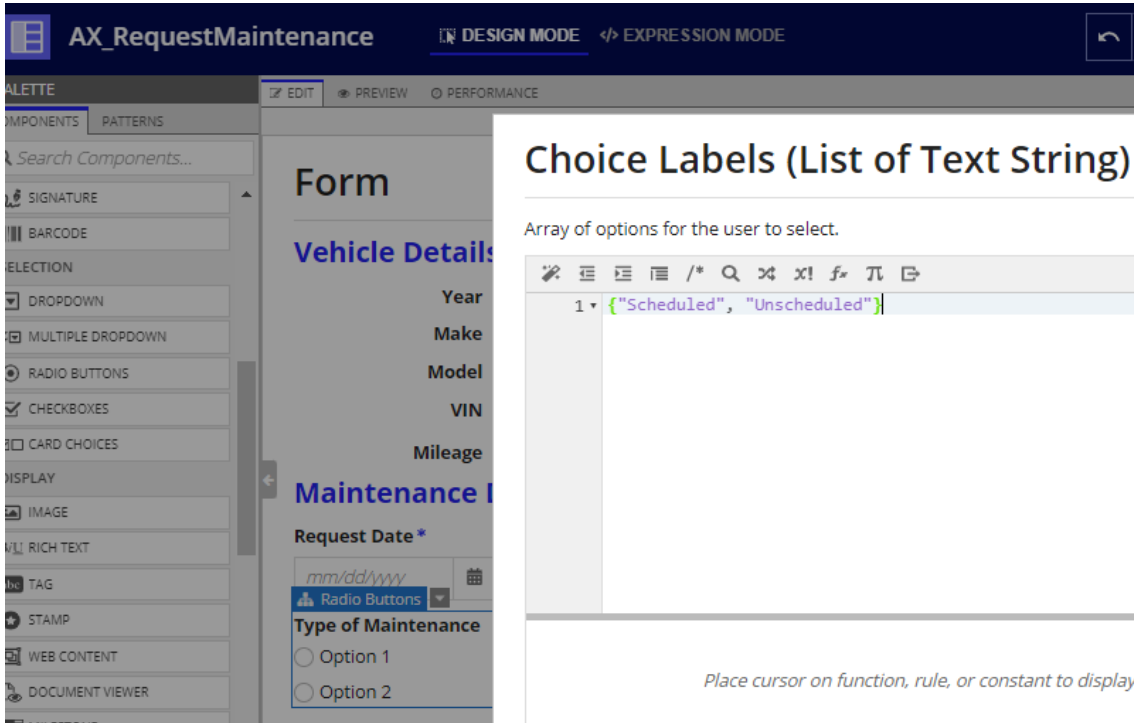 AX_RequestMaintenance
DESIGN MODE
</> EXPRESSION MODE
ALETTE
EDIT
PREVIEW
PERFORMANCE
OMPONENTS
PATTERNS
Search Components...
SIGNATURE
BARCODE
SELECTION
DROPDOWN
MULTIPLE DROPDOWN
RADIO BUTTONS
CHECKBOXES
CARD CHOICES
DISPLAY
IMAGE
RICH TEXT
TAG
STAMP
WEB CONTENT
DOCUMENT VIEWER
Form
Vehicle Details
Year
Make
Model
VIN
Mileage
Maintenance D
Request Date *
mm/dd/yyyy
Radio Buttons
Type of Maintenance
Option 1
Option 2
Choice Labels (List of Text String)
Array of options for the user to select.
/* x! fx π
1 {"Scheduled", "Unscheduled"}
Place cursor on function, rule, or constant to display